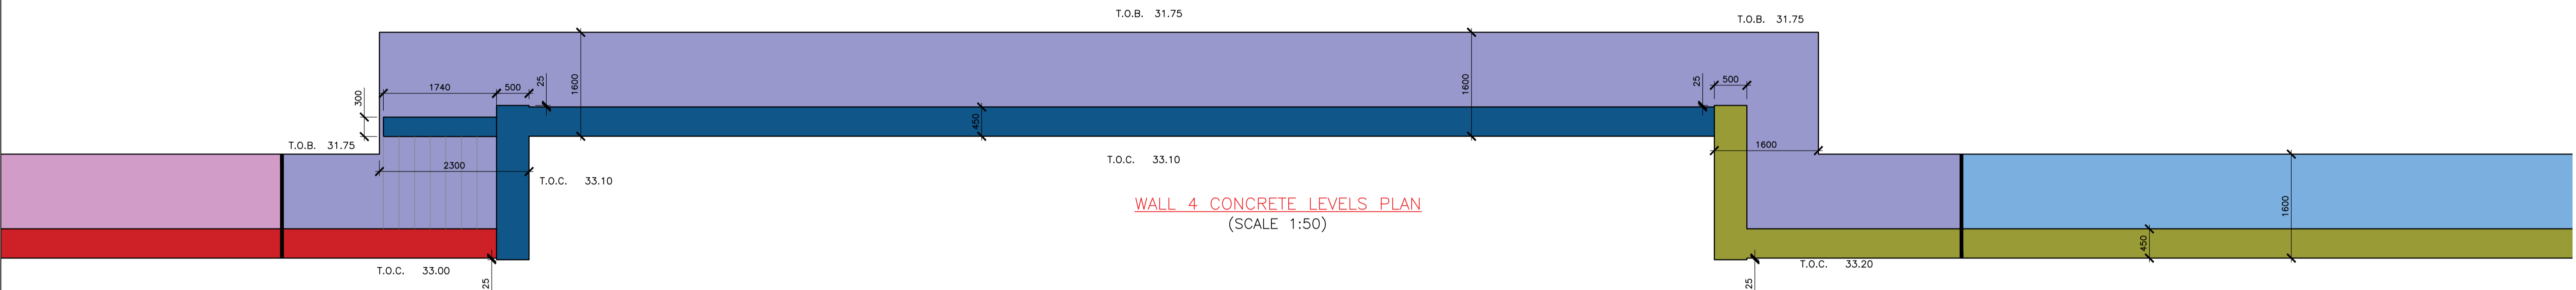 T.O.B. 31.75
T.O.B. 31.75
1740
500
25
1600
1600
25
500
300
450
T.O.B. 31.75
2300
1600
T.O.C. 33.10
T.O.C. 33.10
WALL 4 CONCRETE LEVELS PLAN
(SCALE 1:50)
1600
450
T.O.C. 33.00
T.O.C. 33.20
25
25